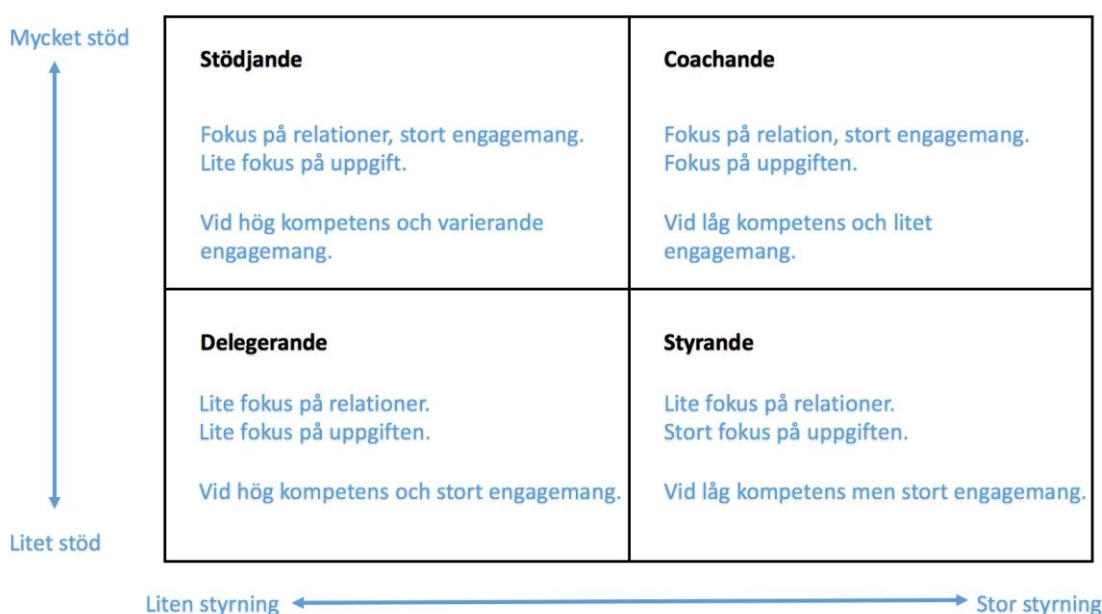 Mycket stöd
Stödjande
Fokus på relationer, stort engagemang.
Lite fokus på uppgift.
Vid hög kompetens och varierande
engagemang.
Coachande
Fokus på relation, stort engagemang.
Fokus på uppgiften.
Vid låg kompetens och litet
engagemang.
Delegerande
Lite fokus på relationer.
Lite fokus på uppgiften.
Vid hög kompetens och stort engagemang.
Styrande
Lite fokus på relationer.
Stort fokus på uppgiften.
Vid låg kompetens men stort engagemang.
Litet stöd
Liten styrning
Stor styrning